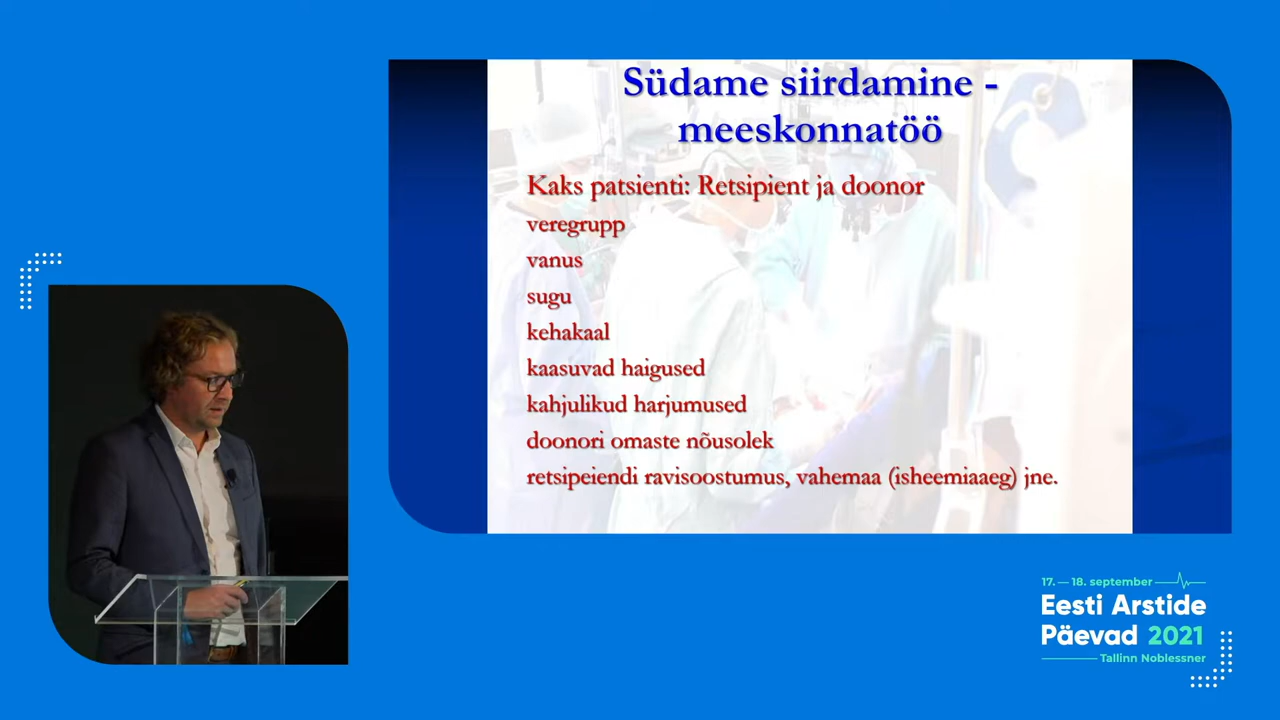 Südame siirdamine -
meeskonnatöö
Kaks patsienti: Retsipient ja doonor
veregrupp
vanus
sugu
kehakaal
kaasuvad haigused
kahjulikud harjumused
doonori omaste nõusolek
retsipeiendi ravisoostumus, vahemaa (isheemiaaeg) jne.
17. — 18. september
Eesti Arstide
Päevad 2021
Tallinn Noblessner